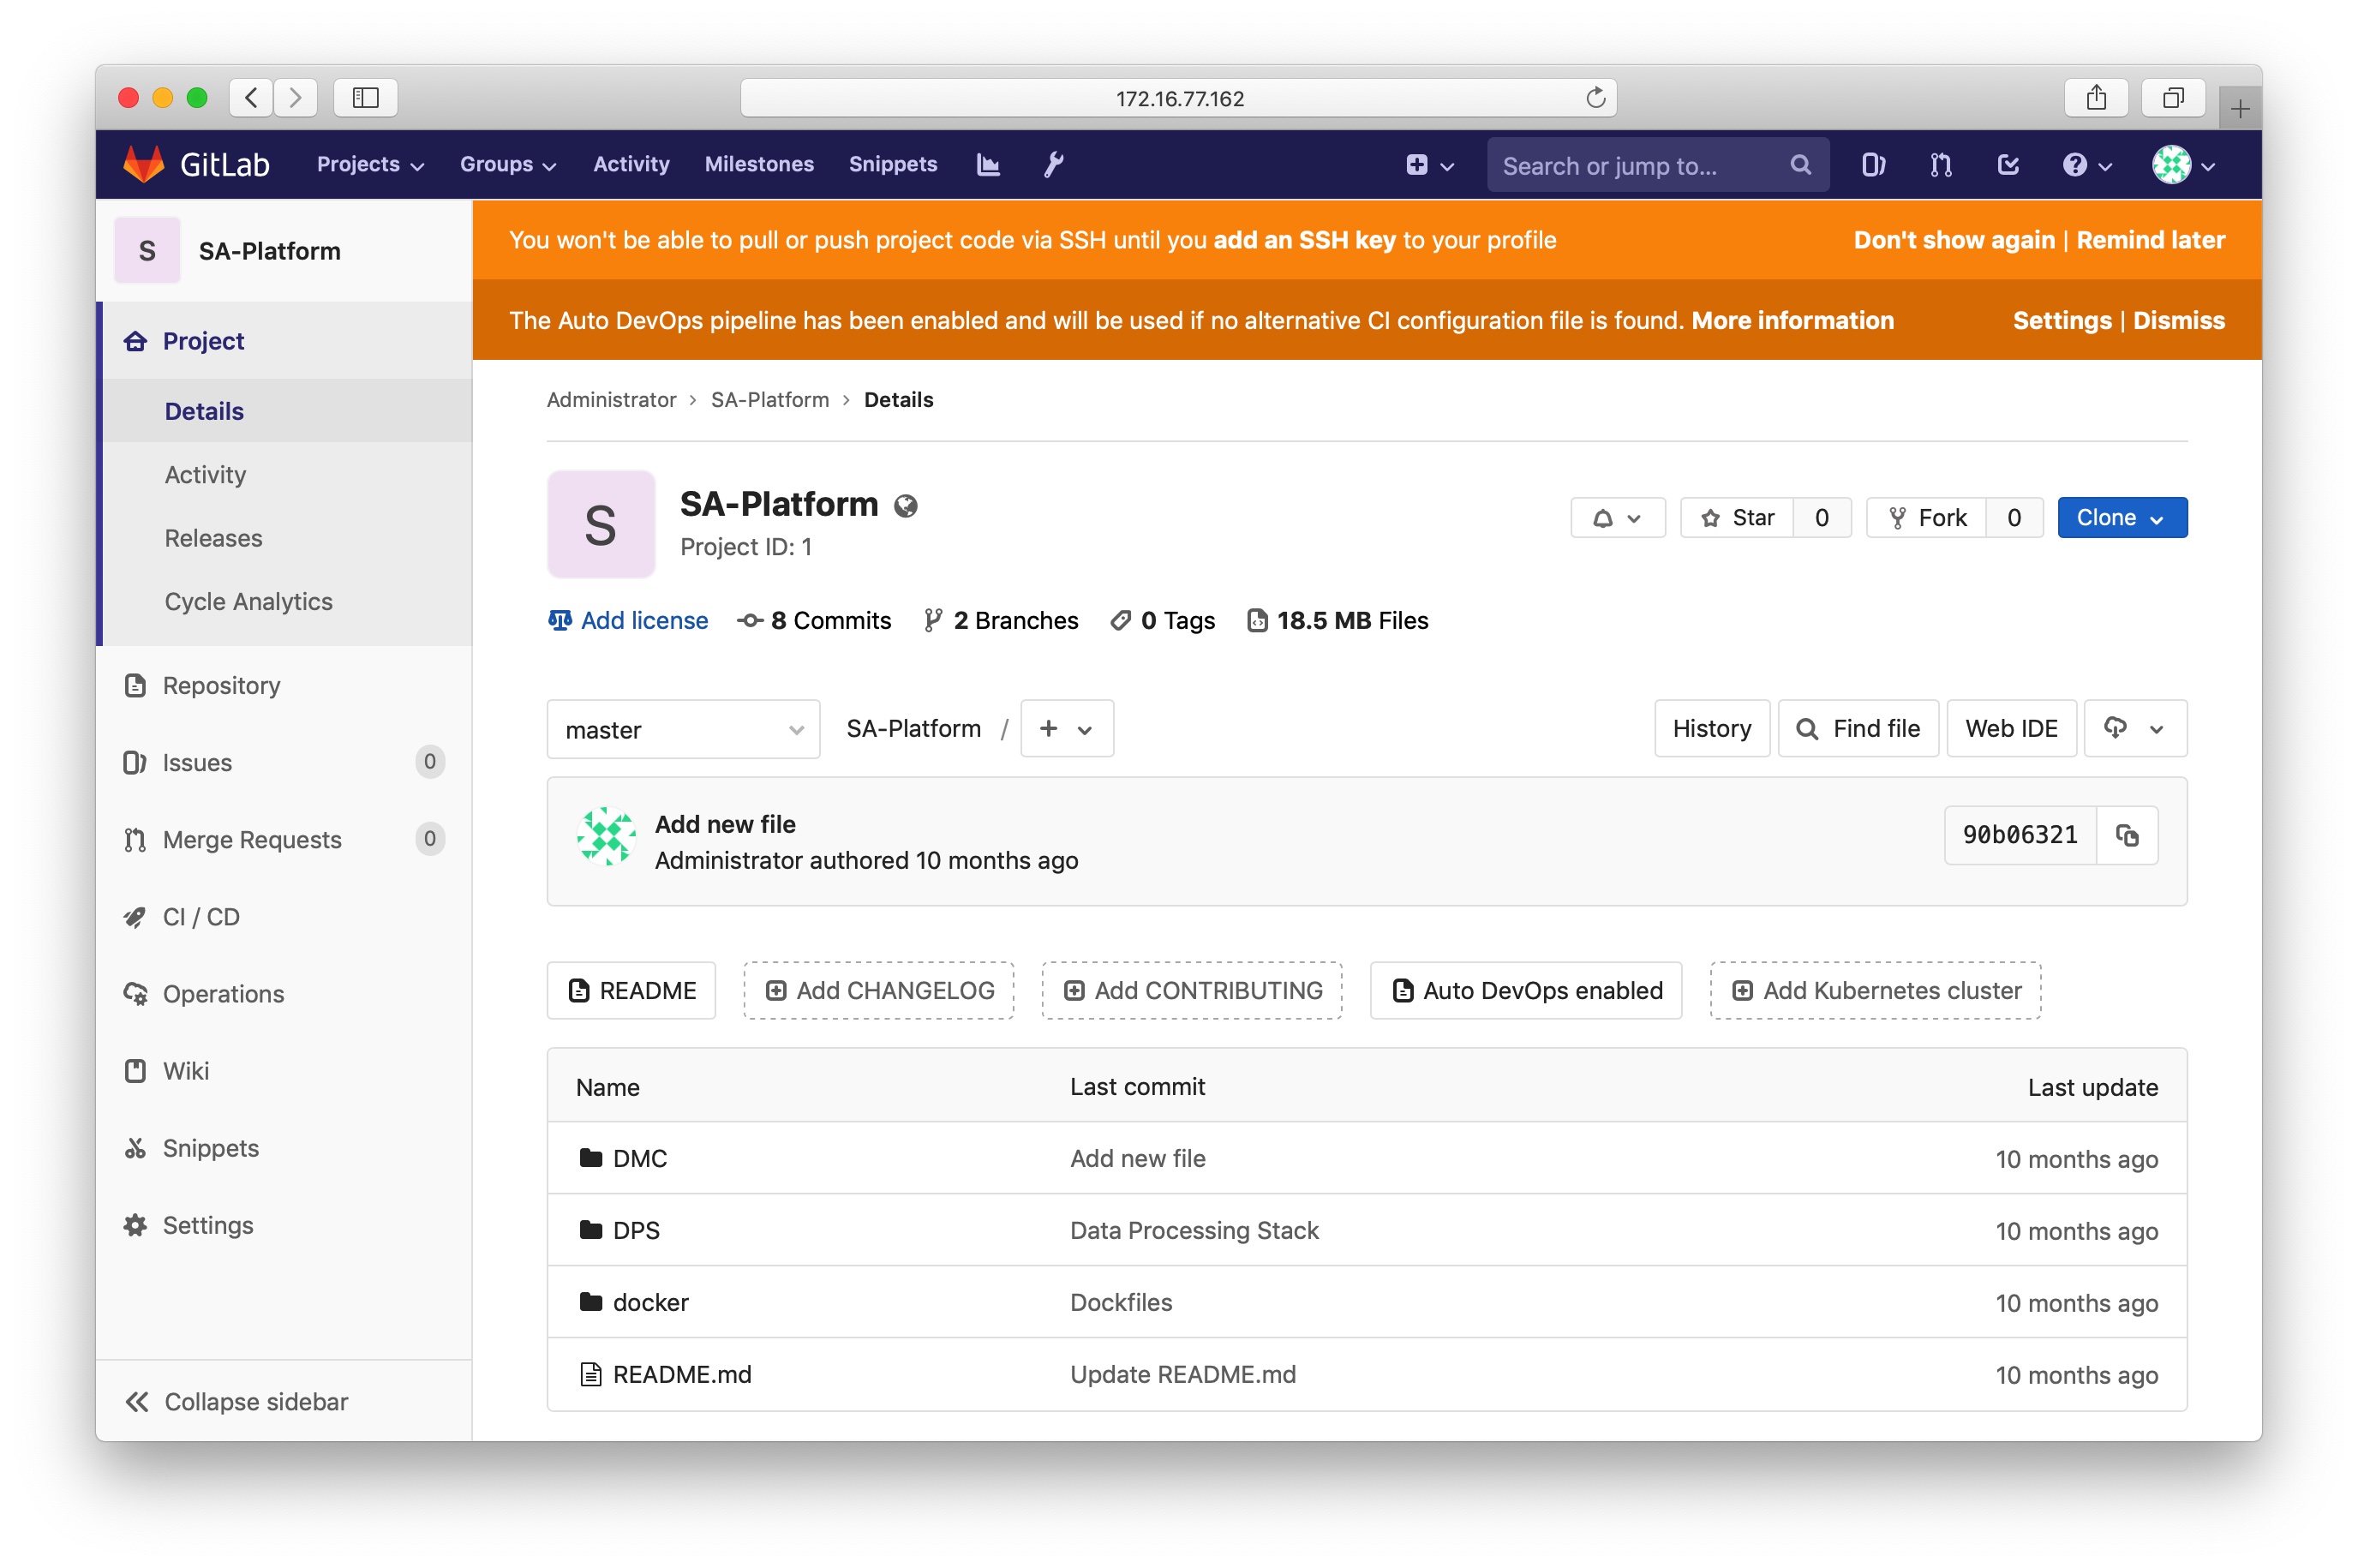 172.16.77.162
GitLab Projects Groups Activity Milestones Snippets Search or jump to...
S SA-Platform
Project
Details
Activity
Releases
Cycle Analytics
Repository
Issues 0
Merge Requests 0
CI / CD
Operations
Wiki
Snippets
Settings
Collapse sidebar
You won't be able to pull or push project code via SSH until you add an SSH key to your profile Don't show again | Remind later
The Auto DevOps pipeline has been enabled and will be used if no alternative CI configuration file is found. More information Settings | Dismiss
Administrator › SA-Platform › Details
S
SA-Platform
Project ID: 1
Star 0 Fork 0 Clone
Add license 8 Commits 2 Branches 0 Tags 18.5 MB Files
master SA-Platform / + History Find file Web IDE
Add new file
Administrator authored 10 months ago
90b06321
README Add CHANGELOG Add CONTRIBUTING Auto DevOps enabled Add Kubernetes cluster
Name Last commit Last update
DMC Add new file 10 months ago
DPS Data Processing Stack 10 months ago
docker Dockfiles 10 months ago
README.md Update README.md 10 months ago